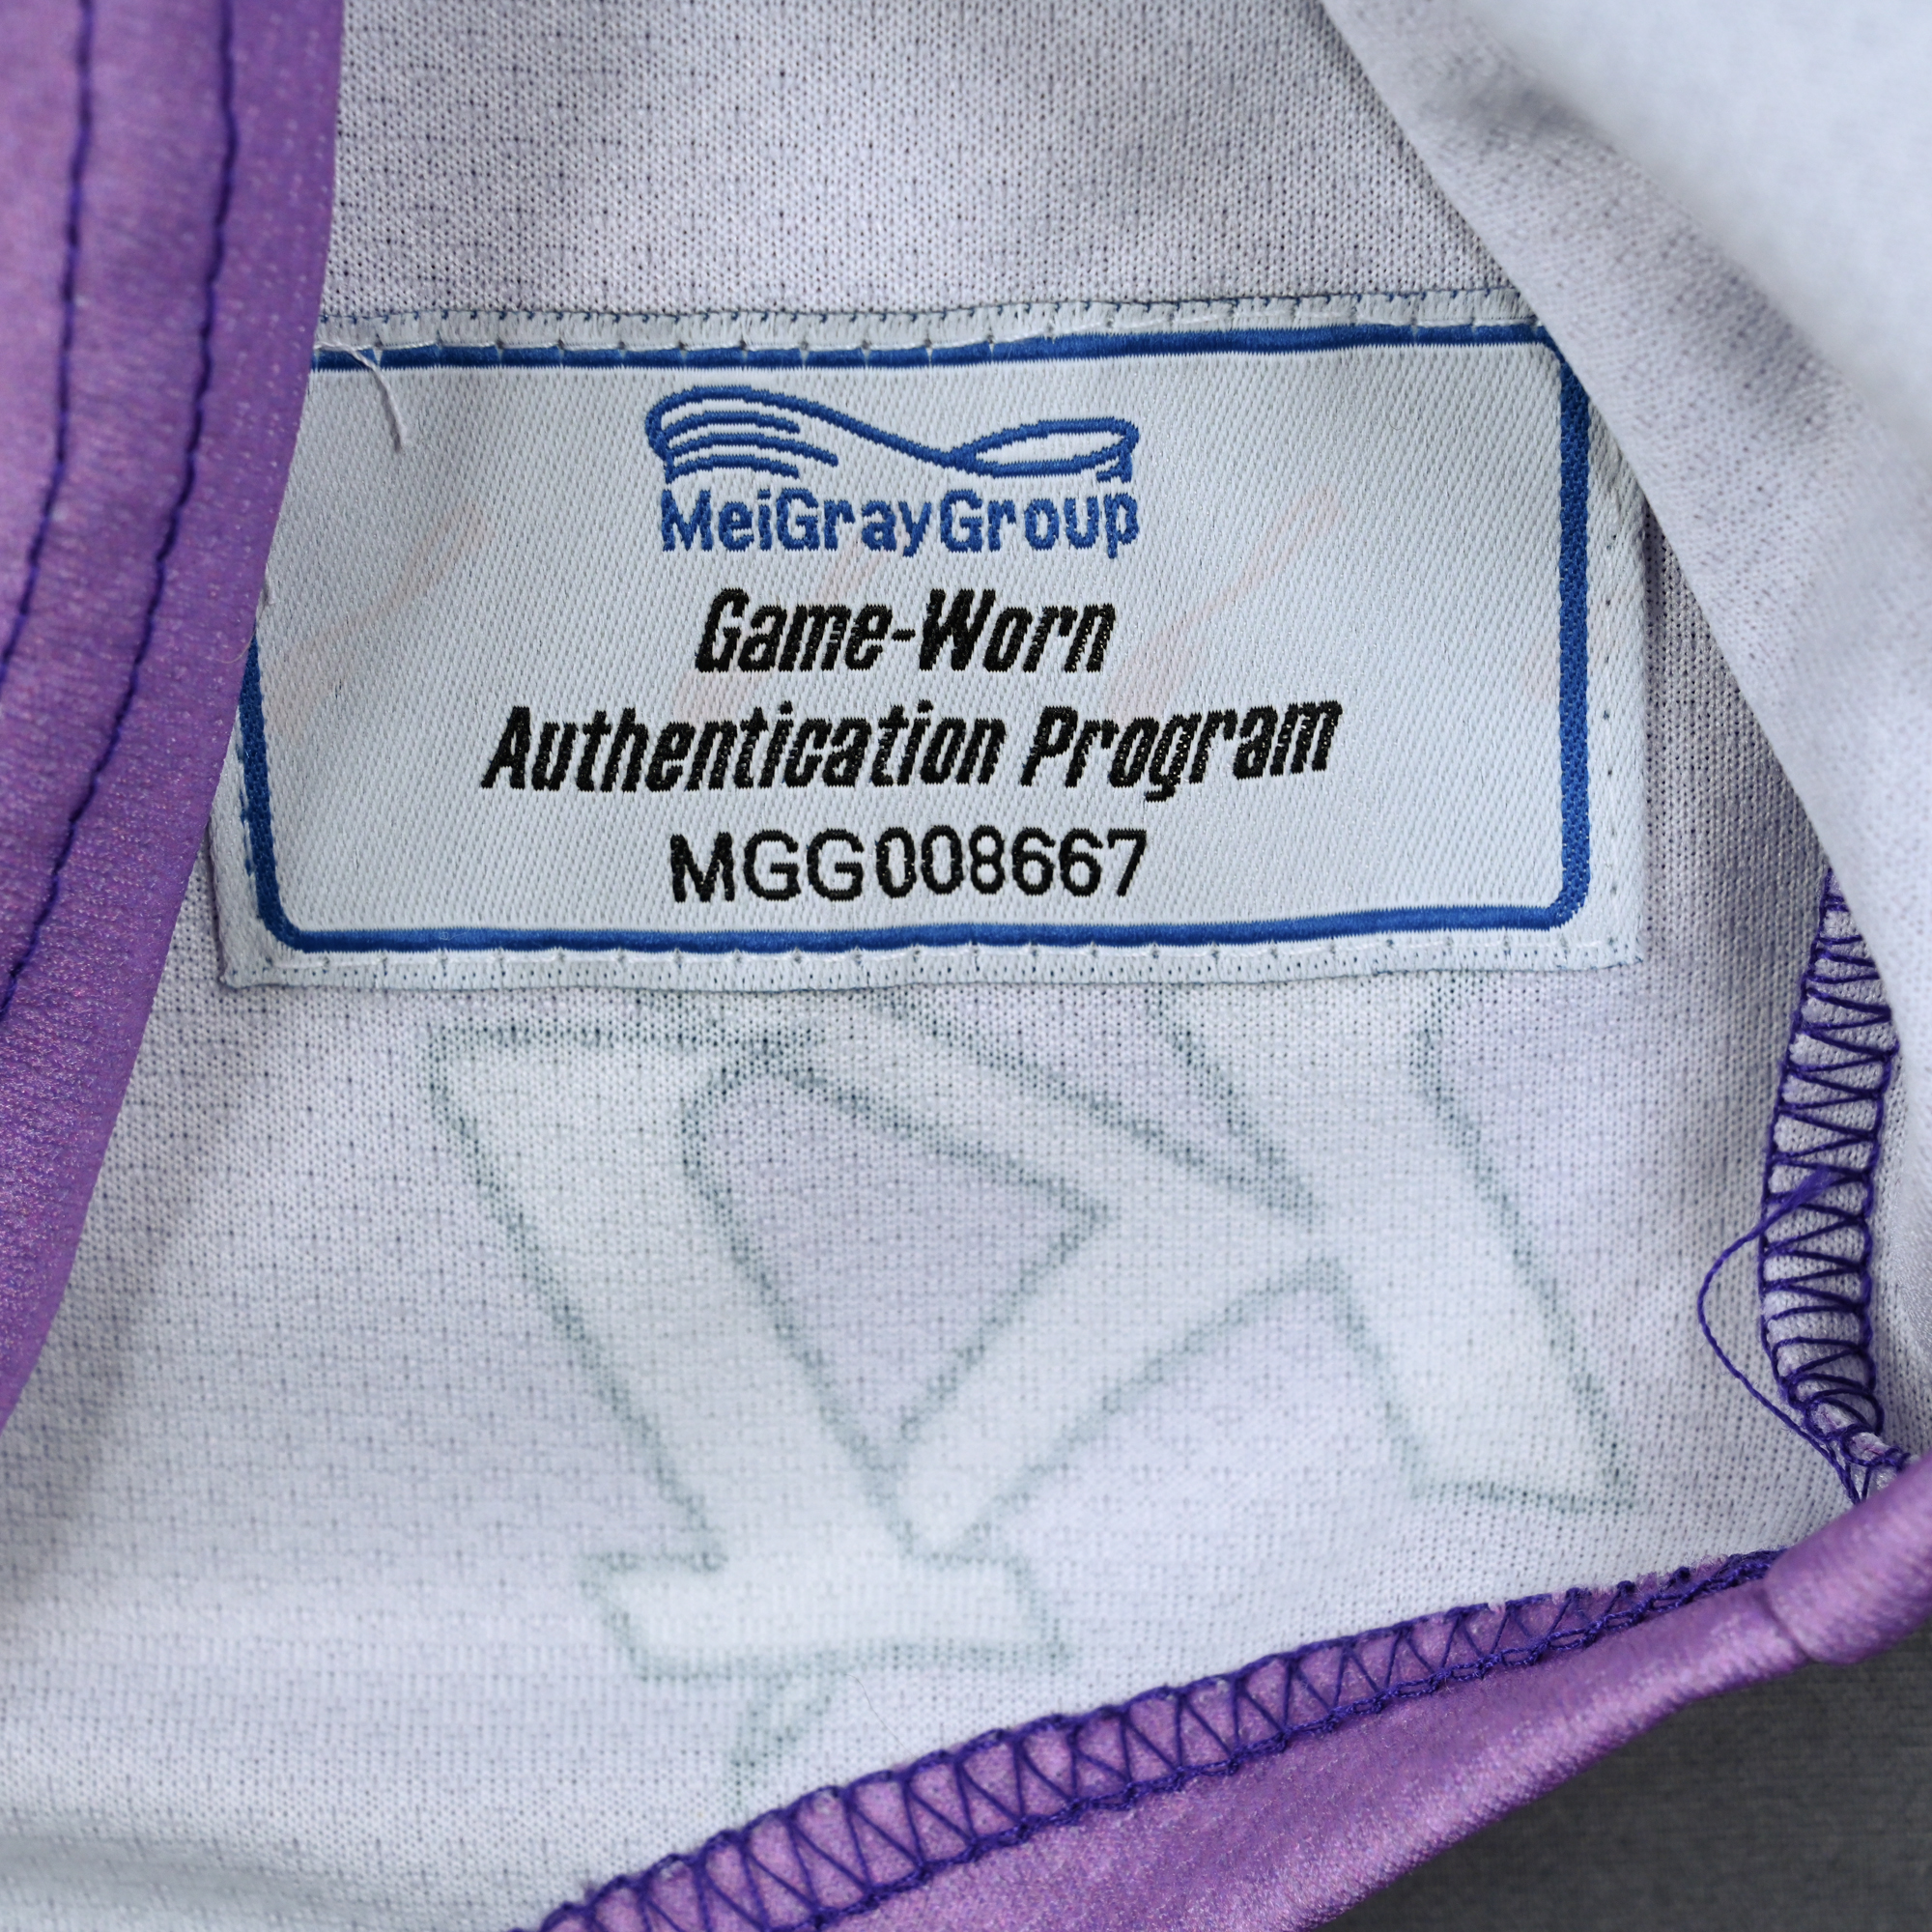 MeiGrayGroup
Game-Worn
Authentication Program
MGG008667